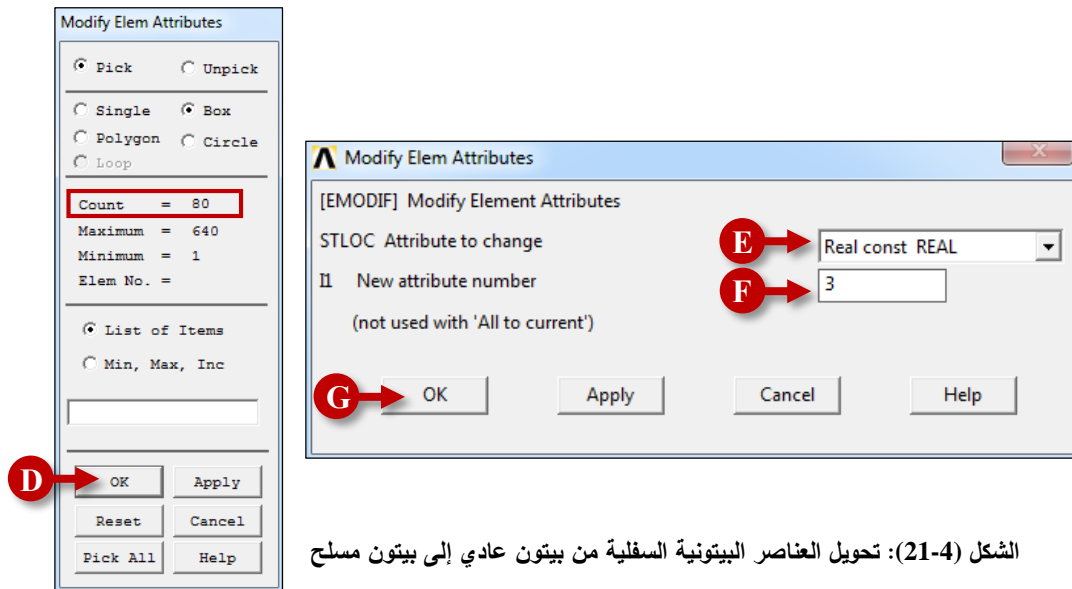 Modify Elem Attributes
Pick Unpick
Single Box
Polygon Circle
Loop
Count = 80
Maximum = 640
Minimum = 1
Elem No. =
List of Items
Min, Max, Inc
D
OK Apply
Reset Cancel
Pick All Help
Modify Elem Attributes
[EMODIF] Modify Element Attributes
STLOC Attribute to change
E
Real const REAL
I1 New attribute number
F
3
(not used with 'All to current')
G
OK Apply Cancel Help
الشكل (4-21): تحويل العناصر البيتونية السفلية من بيتون عادي إلى بيتون مسلح